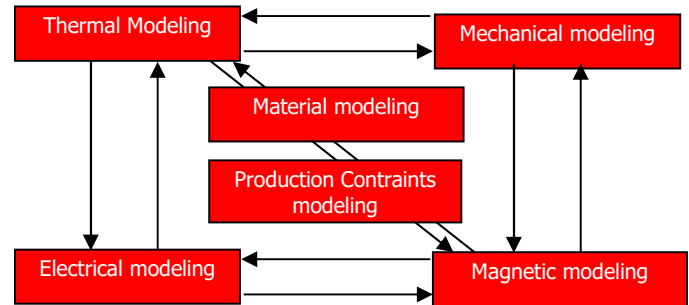 Thermal Modeling
Mechanical modeling
Material modeling
Production Contraints
modeling
Electrical modeling
Magnetic modeling